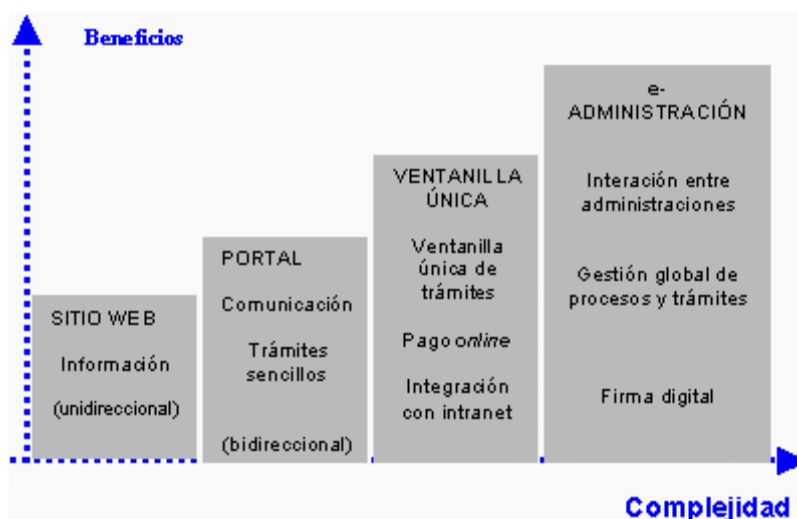 Beneficios
SITIO WEB
Información
(unidireccional)
PORTAL
Comunicación
Trámites
sencillos
(bidireccional)
VENTANILLA
ÚNICA
Ventanilla
única de
trámites
Pago online
Integración
con intranet
e-
ADMINISTRACIÓN
Interación entre
administraciones
Gestión global de
procesos y trámites
Firma digital
Complejidad